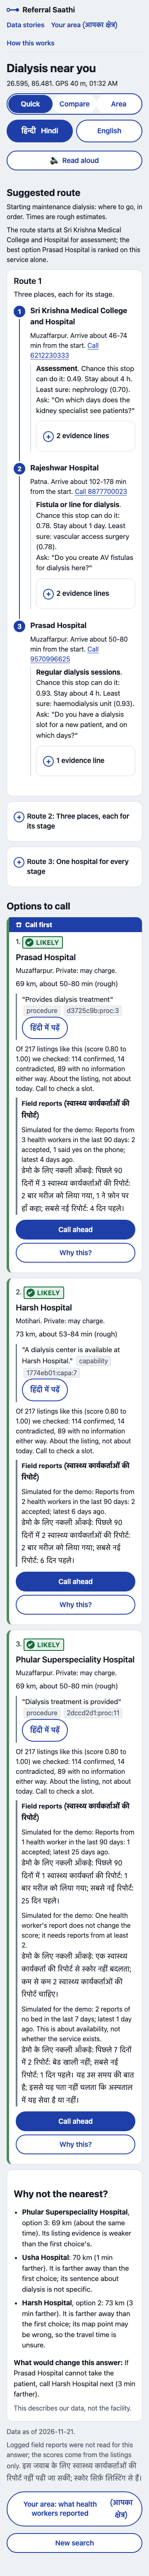 Referral Saathi
Data stories Your area (आपका क्षेत्र)
How this works
Dialysis near you
26.595, 85.481. GPS 40 m, 01:32 AM
Quick Compare Area
हिन्दी Hindi English
Read aloud
Suggested route
Starting maintenance dialysis: where to go, in
order. Times are rough estimates.
The route starts at Sri Krishna Medical College
and Hospital for assessment; the best option
Prasad Hospital is ranked on this
service alone.
Route 1
Three places, each for its stage.
1 Sri Krishna Medical College
and Hospital
Muzaffarpur. Arrive about 46–74
min from the start. Call
6212230333
Assessment. Chance this stop
can do it: 0.49. Stay about 4 h.
Least sure: nephrology (0.70).
Ask: "On which days does the
kidney specialist see patients?"
2 evidence lines
2 Rajeshwar Hospital
Patna. Arrive about 102–178 min
from the start. Call 8877700023
Fistula or line for dialysis.
Chance this stop can do it:
0.78. Stay about 1 day. Least
sure: vascular access surgery
(0.78).
Ask: "Do you create AV fistulas
for dialysis here?"
2 evidence lines
3 Prasad Hospital
Muzaffarpur. Arrive about 50–80
min from the start. Call
9570996625
Regular dialysis sessions.
Chance this stop can do it:
0.93. Stay about 4 h. Least
sure: haemodialysis unit (0.93).
Ask: "Do you have a dialysis
slot for a new patient, and on
which days?"
1 evidence line
Route 2: Three places, each for
its stage
Route 3: One hospital for every
stage
Options to call
Call first
1. LIKELY
Prasad Hospital
Muzaffarpur. Private: may charge.
69 km, about 50–80 min (rough)
"Provides dialysis treatment"
procedure d3725c9b:proc:3
हिंदी में पढ़ें
Of 217 listings like this (score 0.80 to
1.00) we checked: 114 confirmed, 14
contradicted, 89 with no information
either way. About the listing, not about
today. Call to check a slot.
Field reports (स्वास्थ्य कार्यकर्ताओं की
रिपोर्ट)
Simulated for the demo: Reports from
3 health workers in the last 90 days: 2
accepted, 1 said yes on the phone;
latest 4 days ago.
डेमो के लिए नकली आँकड़े: पिछले 90
दिनों में 3 स्वास्थ्य कार्यकर्ताओं की रिपोर्ट:
2 बार मरीज़ को लिया गया, 1 ने फ़ोन पर
हाँ कहा; सबसे नई रिपोर्ट: 4 दिन पहले।
Call ahead
Why this?
2. LIKELY
Harsh Hospital
Motihari. Private: may charge.
73 km, about 53–84 min (rough)
"A dialysis center is available at
Harsh Hospital." capability
1774eb01:capa:7
हिंदी में पढ़ें
Of 217 listings like this (score 0.80 to
1.00) we checked: 114 confirmed, 14
contradicted, 89 with no information
either way. About the listing, not about
today. Call to check a slot.
Field reports (स्वास्थ्य कार्यकर्ताओं की
रिपोर्ट)
Simulated for the demo: Reports from
2 health workers in the last 90 days: 2
accepted; latest 6 days ago.
डेमो के लिए नकली आँकड़े: पिछले 90
दिनों में 2 स्वास्थ्य कार्यकर्ताओं की रिपोर्ट:
2 बार मरीज़ को लिया गया; सबसे नई
रिपोर्ट: 6 दिन पहले।
Call ahead
Why this?
3. LIKELY
Phular Superspeciality Hospital
Muzaffarpur. Private: may charge.
69 km, about 50–80 min (rough)
"Dialysis treatment is provided"
procedure 2dccd2d1:proc:11
हिंदी में पढ़ें
Of 217 listings like this (score 0.80 to
1.00) we checked: 114 confirmed, 14
contradicted, 89 with no information
either way. About the listing, not about
today. Call to check a slot.
Field reports (स्वास्थ्य कार्यकर्ताओं की
रिपोर्ट)
Simulated for the demo: Reports from
1 health worker in the last 90 days: 1
accepted; latest 25 days ago.
डेमो के लिए नकली आँकड़े: पिछले 90
दिनों में 1 स्वास्थ्य कार्यकर्ताओं की रिपोर्ट: 1
बार मरीज़ को लिया गया; सबसे नई रिपोर्ट:
25 दिन पहले।
Simulated for the demo: One health
worker's report does not change the
score; it needs reports from at least
2.
डेमो के लिए नकली आँकड़े: एक स्वास्थ्य
कार्यकर्ता की रिपोर्ट से स्कोर नहीं बदलता;
कम से कम 2 स्वास्थ्य कार्यकर्ताओं की
रिपोर्ट चाहिए।
Simulated for the demo: 2 reports of
no bed in the last 7 days; latest 1 day
ago. This is about availability, not
whether the service exists.
डेमो के लिए नकली आँकड़े: पिछले 7 दिनों
में 2 रिपोर्ट: बेड खाली नहीं; सबसे नई
रिपोर्ट: 1 दिन पहले। यह उस समय की बात
है; इससे यह पता नहीं चलता कि अस्पताल
में यह सेवा है या नहीं।
Call ahead
Why this?
Why not the nearest?
Phular Superspeciality Hospital,
option 3: 69 km (about the same
time). Its listing evidence is weaker
than the first choice's.
Usha Hospital: 70 km (1 min
farther). It is farther away than the
first choice; its sentence about
dialysis is not specific.
Harsh Hospital, option 2: 73 km (3
min farther). It is farther away than
the first choice; its map point may
be wrong, so the travel time is
unsure.
What would change this answer: If
Prasad Hospital cannot take the
patient, call Harsh Hospital next (3 min
farther).
This describes our data, not the facility.
Data as of 2026-11-21.
Logged field reports were not read for this
answer; the scores come from the listings
only. इस जवाब के लिए स्वास्थ्य कार्यकर्ताओं की
रिपोर्ट नहीं पढ़ी जा सकीं; स्कोर सिर्फ़ लिस्टिंग से हैं।
Your area: what health
workers reported
(आपका
क्षेत्र)
New search